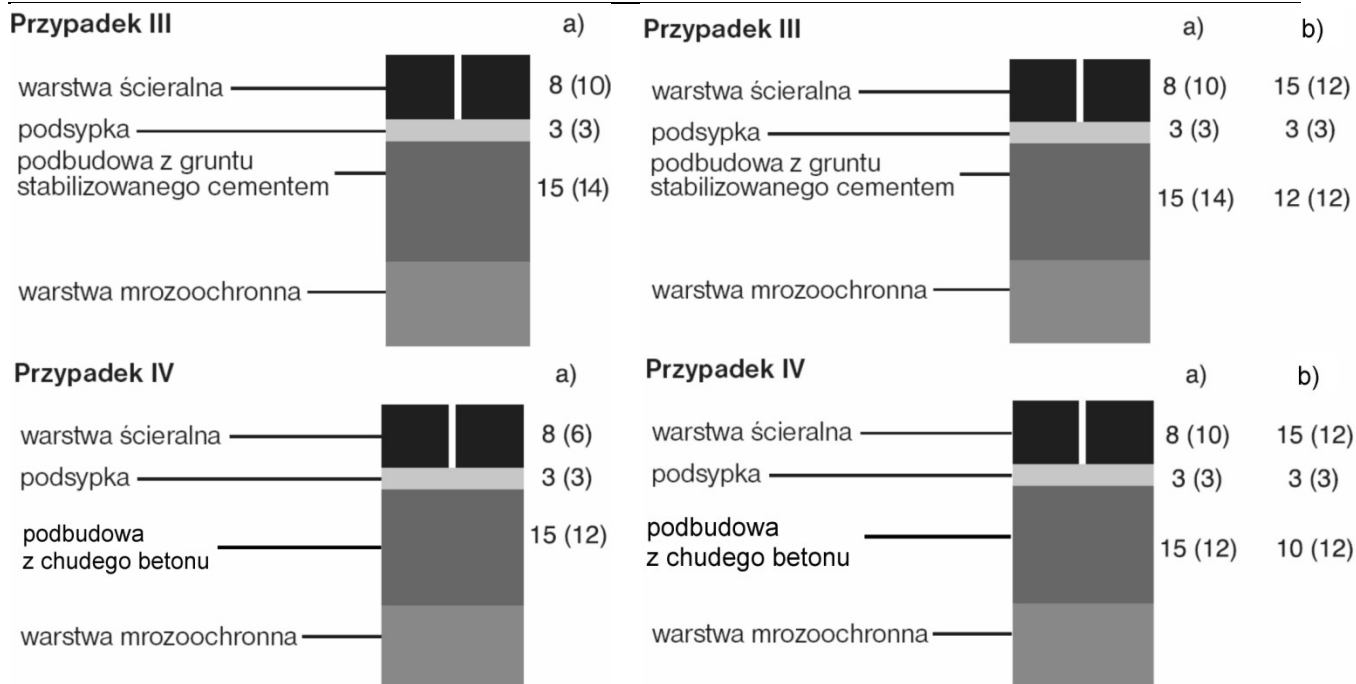 Przypadek III a)
warstwa ścieralna 8 (10)
podsypka 3 (3)
podbudowa z gruntu
stabilizowanego cementem 15 (14)
warstwa mrozoochronna
Przypadek IV a)
warstwa ścieralna 8 (6)
podsypka 3 (3)
podbudowa
z chudego betonu 15 (12)
warstwa mrozoochronna
Przypadek III a) b)
warstwa ścieralna 8 (10) 15 (12)
podsypka 3 (3) 3 (3)
podbudowa z gruntu
stabilizowanego cementem 15 (14) 12 (12)
warstwa mrozoochronna
Przypadek IV a) b)
warstwa ścieralna 8 (10) 15 (12)
podsypka 3 (3) 3 (3)
podbudowa
z chudego betonu 15 (12) 10 (12)
warstwa mrozoochronna